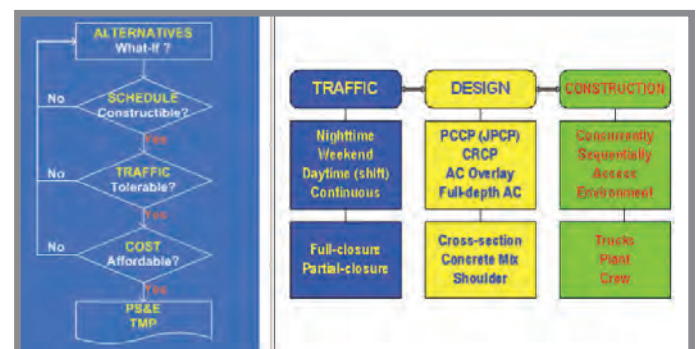 ALTERNATIVES
What-If ?
No
SCHEDULE
Constructible?
Yes
No
TRAFFIC
Tolerable?
Yes
No
COST
Affordable?
Yes
PS&E
TMP
TRAFFIC
DESIGN
CONSTRUCTION
Nighttime
Weekend
Daytime (shift)
Continuous
PCCP (JPCP)
CRCP
AC Overlay
Full-depth AC
Concurrently
Sequentially
Access
Environment
Full-closure
Partial-closure
Cross-section
Concrete Mix
Shoulder
Trucks
Plant
Crew